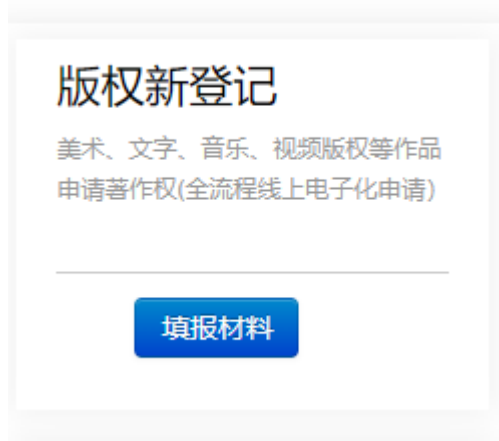 版权新登记
美术、文字、音乐、视频版权等作品
申请著作权(全流程线上电子化申请)
填报材料